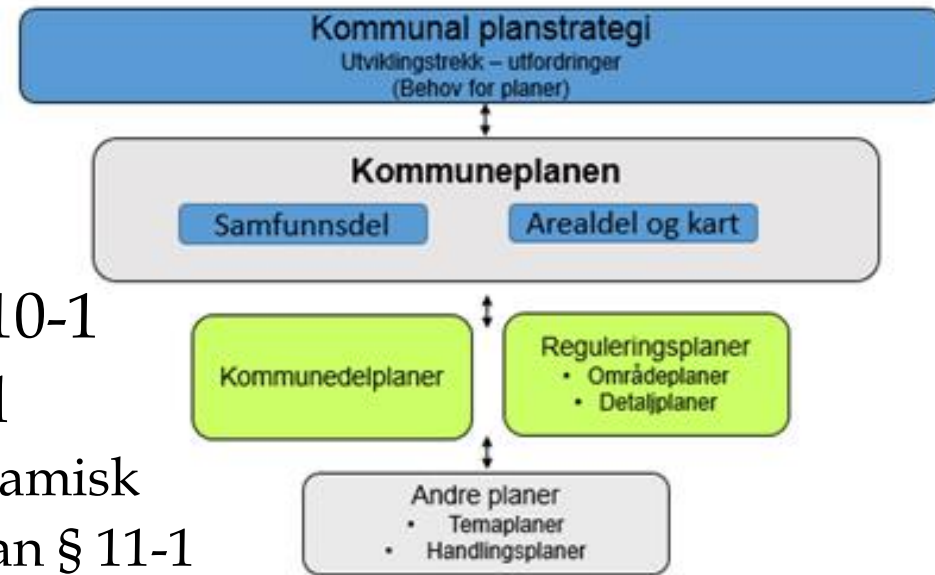 Kommunal planstrategi
Utviklingstrekk – utfordringer
(Behov for planer)
Kommuneplanen
Samfunnsdel
Arealdel og kart
10-1
Kommunedelplaner
Reguleringsplaner
• Områdeplaner
• Detaljplaner
amisk
an § 11-1
Andre planer
• Temaplaner
• Handlingsplaner